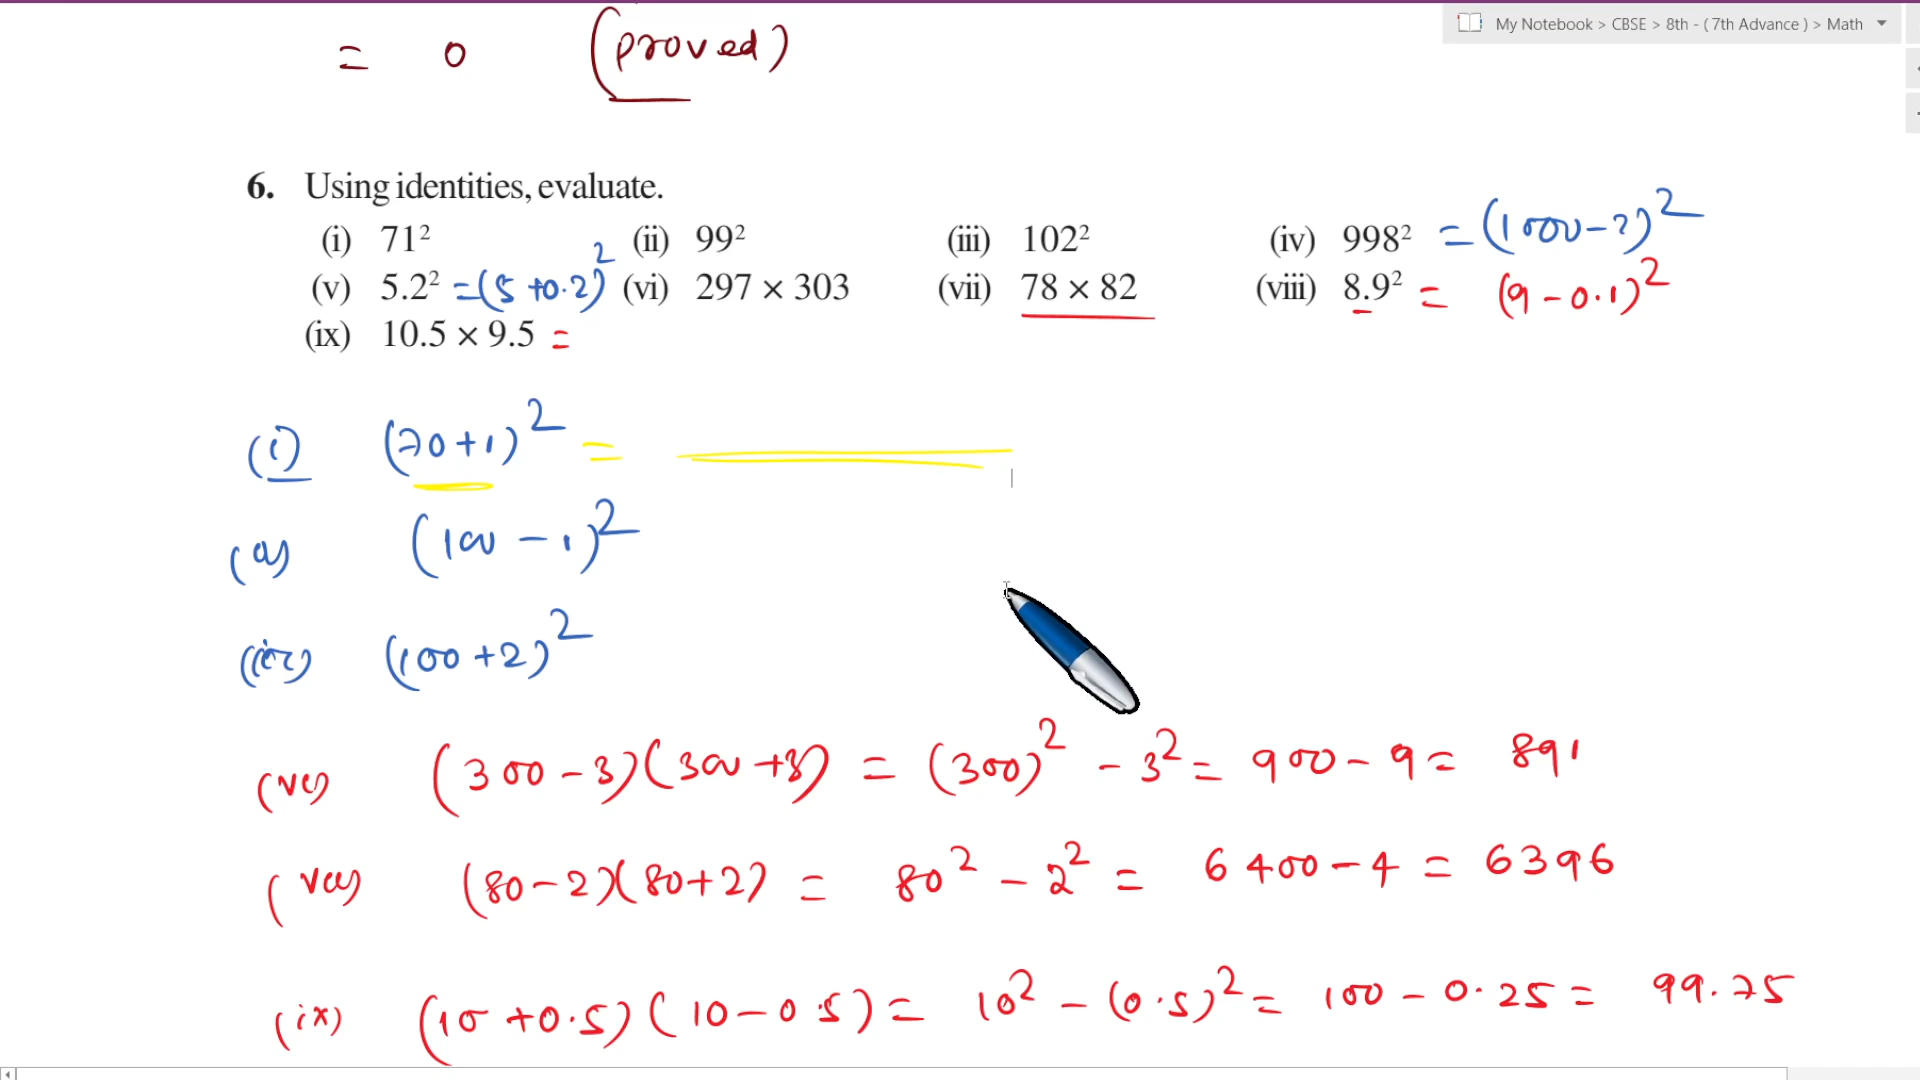 My Notebook > CBSE > 8th - ( 7th Advance ) > Math
= 0 (proved)
6. Using identities, evaluate.
(i) 71² (ii) 99² (iii) 102² (iv) 998² = (1000-2)²
(v) 5.2² = (5+0.2)² (vi) 297 × 303 (vii) 78 × 82 (viii) 8.9² = (9-0.1)²
(ix) 10.5 × 9.5 =
(i) (70+1)² =
(ii) (100-1)²
(iii) (100+2)²
(vi) (300-3)(300+3) = (300)² - 3² = 900-9 = 891
(vii) (80-2)(80+2) = 80² - 2² = 6400-4 = 6396
(ix) (10+0.5)(10-0.5) = 10² - (0.5)² = 100-0.25 = 99.75